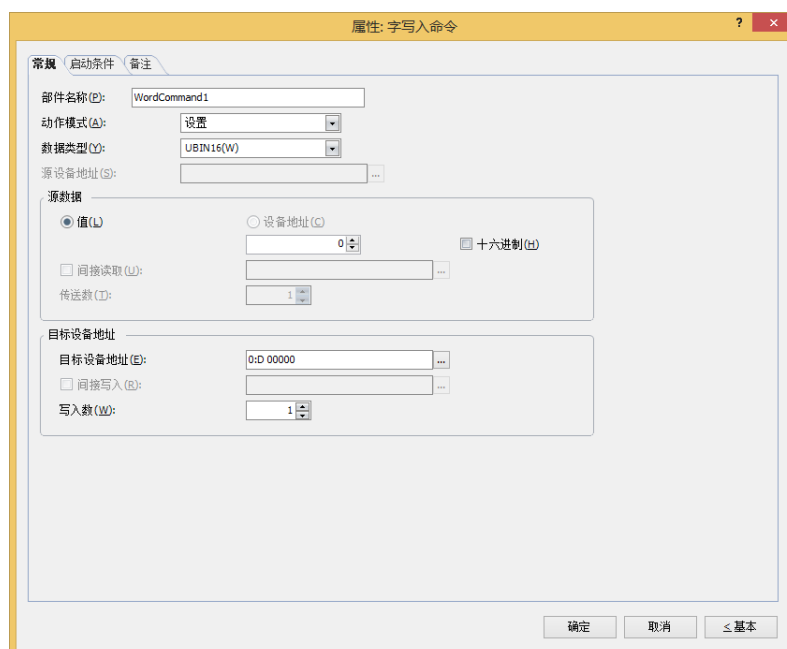 属性: 字写入命令
?
x
常规 启动条件 备注
部件名称(P): WordCommand1
动作模式(A): 设置
数据类型(Y): UBIN16(W)
源设备地址(S): ...
源数据
值(L) 设备地址(C)
0 十六进制(H)
间接读取(U): ...
传送数(T): 1
目标设备地址
目标设备地址(E): 0:D 00000 ...
间接写入(R): ...
写入数(W): 1
确定 取消 ≤基本